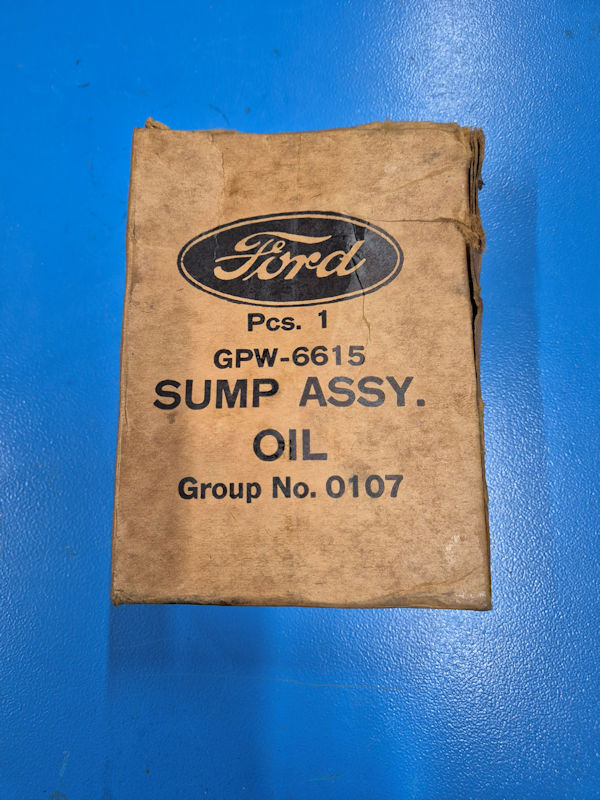 Ford
Pcs. 1
GPW-6615
SUMP ASSY.
OIL
Group No. 0107